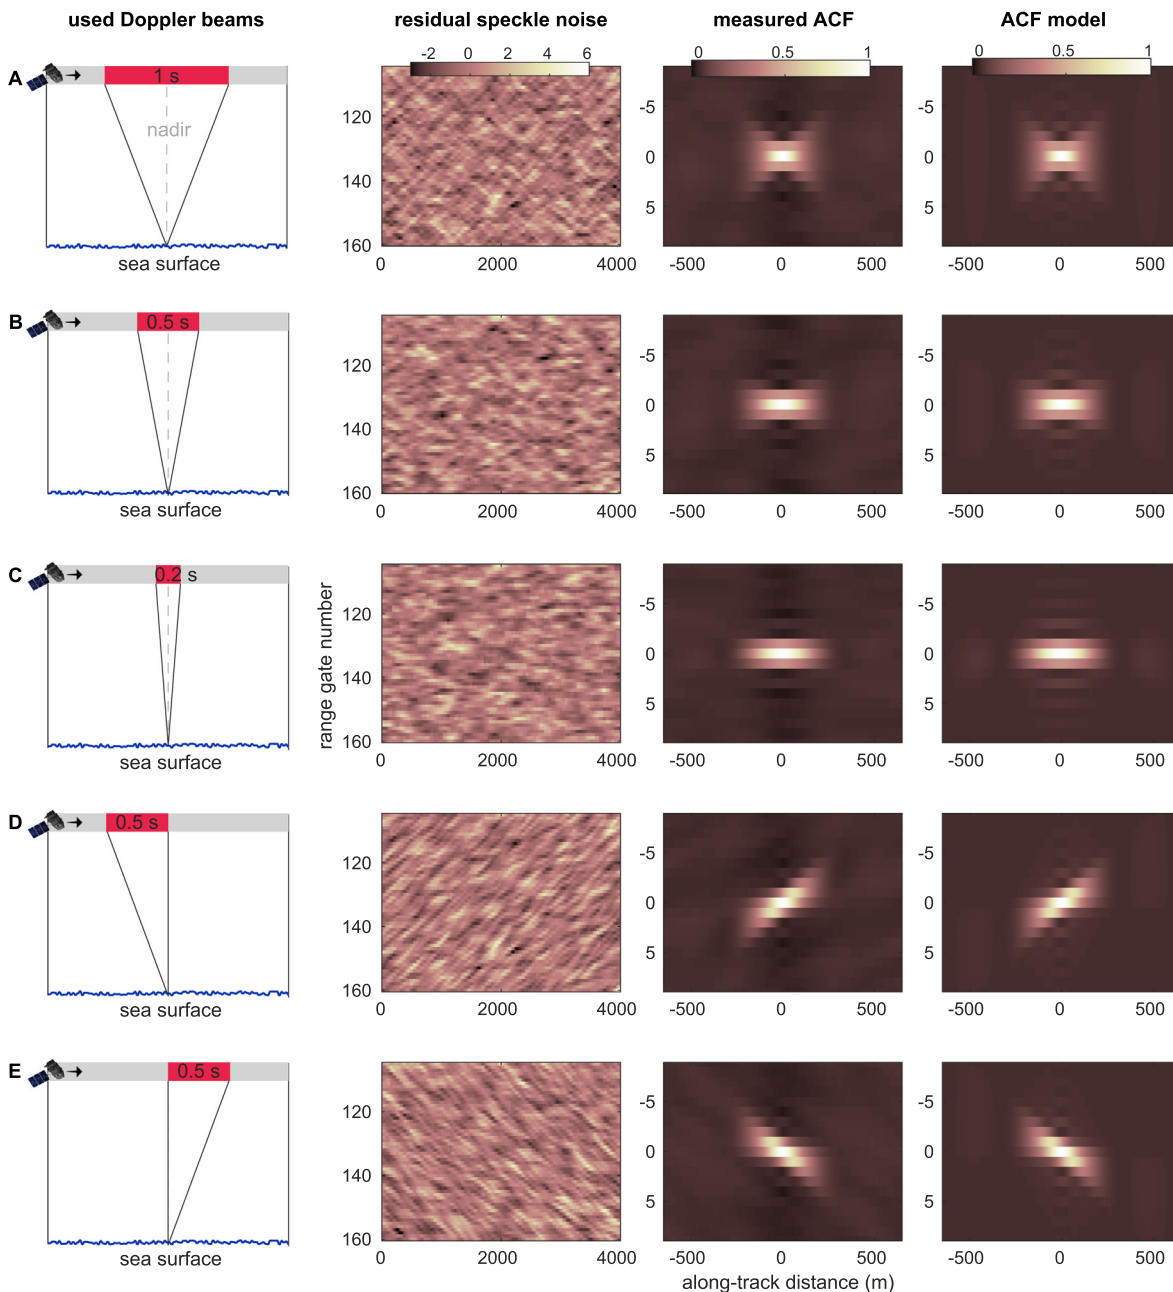 used Doppler beams residual speckle noise measured ACF ACF model
A 1 s nadir sea surface
-2 0 2 4 6
120 140 160
0 2000 4000
0 0.5 1
-5 0 5
-500 0 500
0 0.5 1
-5 0 5
-500 0 500
B 0.5 s sea surface
120 140 160
0 2000 4000
-5 0 5
-500 0 500
-5 0 5
-500 0 500
C 0.2 s sea surface
range gate number
120 140 160
0 2000 4000
-5 0 5
-500 0 500
-5 0 5
-500 0 500
D 0.5 s sea surface
120 140 160
0 2000 4000
-5 0 5
-500 0 500
-5 0 5
-500 0 500
E 0.5 s sea surface
120 140 160
0 2000 4000
-5 0 5
-500 0 500
-5 0 5
-500 0 500
along-track distance (m)